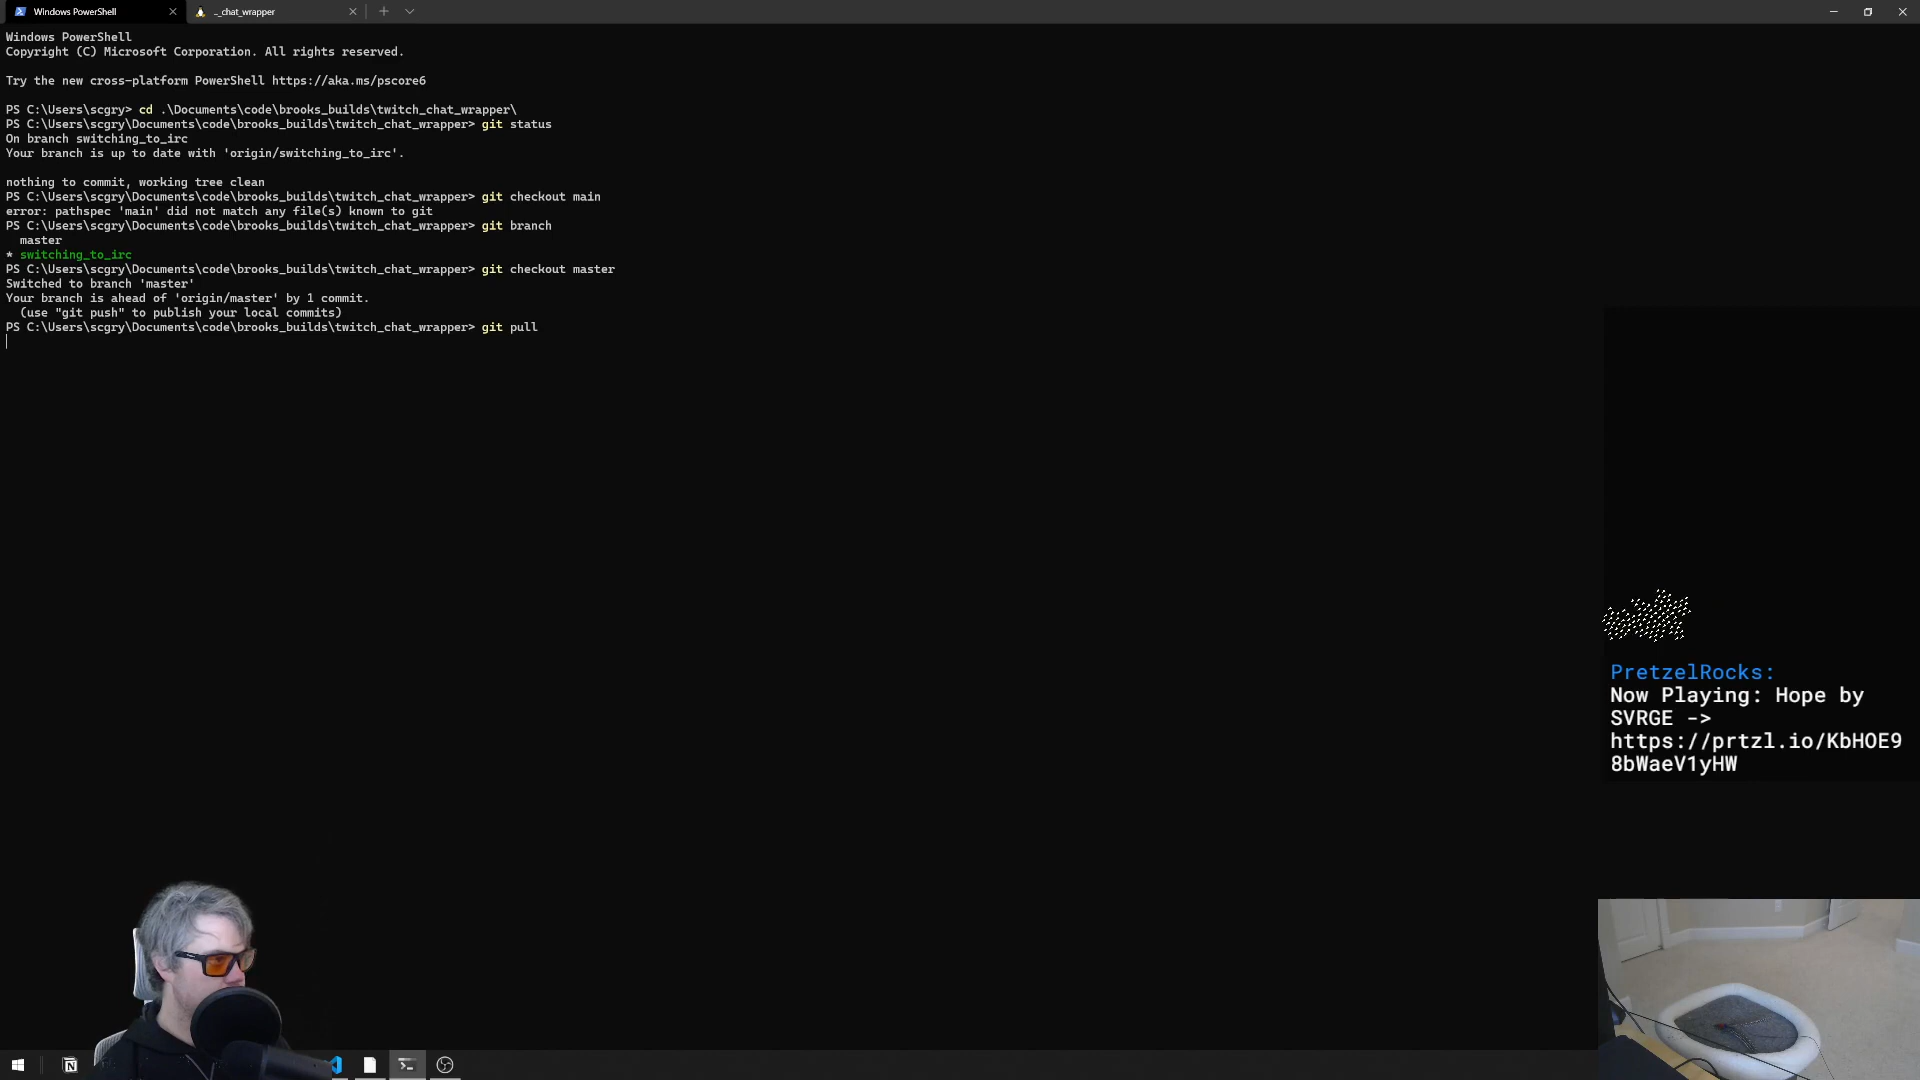 Windows PowerShell
._chat_wrapper
Windows PowerShell
Copyright (C) Microsoft Corporation. All rights reserved.
Try the new cross-platform PowerShell https://aka.ms/pscore6
PS C:\Users\scgry> cd .\Documents\code\brooks_builds\twitch_chat_wrapper\
PS C:\Users\scgry\Documents\code\brooks_builds\twitch_chat_wrapper> git status
On branch switching_to_irc
Your branch is up to date with 'origin/switching_to_irc'.
nothing to commit, working tree clean
PS C:\Users\scgry\Documents\code\brooks_builds\twitch_chat_wrapper> git checkout main
error: pathspec 'main' did not match any file(s) known to git
PS C:\Users\scgry\Documents\code\brooks_builds\twitch_chat_wrapper> git branch
master
* switching_to_irc
PS C:\Users\scgry\Documents\code\brooks_builds\twitch_chat_wrapper> git checkout master
Switched to branch 'master'
Your branch is ahead of 'origin/master' by 1 commit.
(use "git push" to publish your local commits)
PS C:\Users\scgry\Documents\code\brooks_builds\twitch_chat_wrapper> git pull
PretzelRocks:
Now Playing: Hope by
SVRGE ->
https://prtzl.io/KbHOE9
8bWaeV1yHW